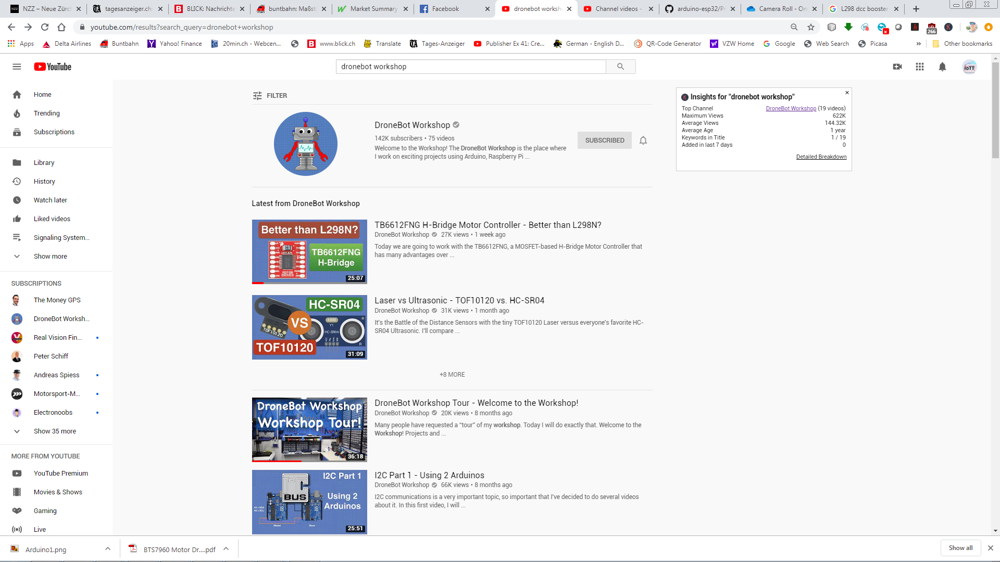 NZZ – Neue Zürc
tagesanzeiger.ch
BLICK: Nachrichte
buntbahn: Maßsta
Market Summary
Facebook
dronebot worksh
Channel videos -
arduino-esp32/Pr
Camera Roll - On
L298 dcc booster
youtube.com/results?search_query=dronebot+workshop
266
Apps
Delta Airlines
Buntbahn
Yahoo! Finance
20min.ch - Webcen...
www.blick.ch
Translate
Tages-Anzeiger
Publisher Ex 41: Cre...
German - English D...
QR-Code Generator
VZW Home
Google
Web Search
Picasa
»
Other bookmarks
YouTube
dronebot workshop
IoTT
Home
Trending
Subscriptions
Library
History
Watch later
Liked videos
Signaling System...
Show more
SUBSCRIPTIONS
The Money GPS
DroneBot Worksh...
Real Vision Fin...
Peter Schiff
Andreas Spiess
Motorsport-M...
Electronoobs
Show 35 more
MORE FROM YOUTUBE
YouTube Premium
Movies & Shows
Gaming
Live
FILTER
DroneBot Workshop
142K subscribers • 75 videos
Welcome to the Workshop! The DroneBot Workshop is the place where
I work on exciting projects using Arduino, Raspberry Pi ...
SUBSCRIBED
Latest from DroneBot Workshop
Better than L298N?
TB6612FNG
H-Bridge
MOTOR
DRIVER
25:07
TB6612FNG H-Bridge Motor Controller - Better than L298N?
DroneBot Workshop 27K views • 1 week ago
Today we are going to work with the TB6612FNG, a MOSFET-based H-Bridge Motor Controller that
has many advantages over ...
HC-SR04
VS
TOF10120
HC-SR04
TOF10120
31:09
Laser vs Ultrasonic - TOF10120 vs. HC-SR04
DroneBot Workshop 31K views • 1 month ago
It's the Battle of the Distance Sensors with the tiny TOF10120 Laser versus everyone's favorite HC-
SR04 Ultrasonic. I'll compare ...
+8 MORE
DroneBot Workshop
Workshop Tour!
36:18
DroneBot Workshop Tour - Welcome to the Workshop!
DroneBot Workshop 20K views • 8 months ago
Many people have requested a “tour” of my workshop. Today I will do exactly that. Welcome to the
Workshop! Projects and ...
I2C Part 1
I2C
BUS
Using 2
Arduinos
Master
Slave
25:51
I2C Part 1 - Using 2 Arduinos
DroneBot Workshop 66K views • 8 months ago
I2C communications is a very important topic, so important that I've decided to do several videos
about it. In this first video, I will ...
Insights for "dronebot workshop"
Top Channel DroneBot Workshop (19 videos)
Maximum Views 622K
Average Views 144.32K
Average Age 1 year
Keywords in Title 1 / 19
Added in last 7 days 0
Detailed Breakdown
Arduino1.png
BTS7960 Motor Dr....pdf
Show all